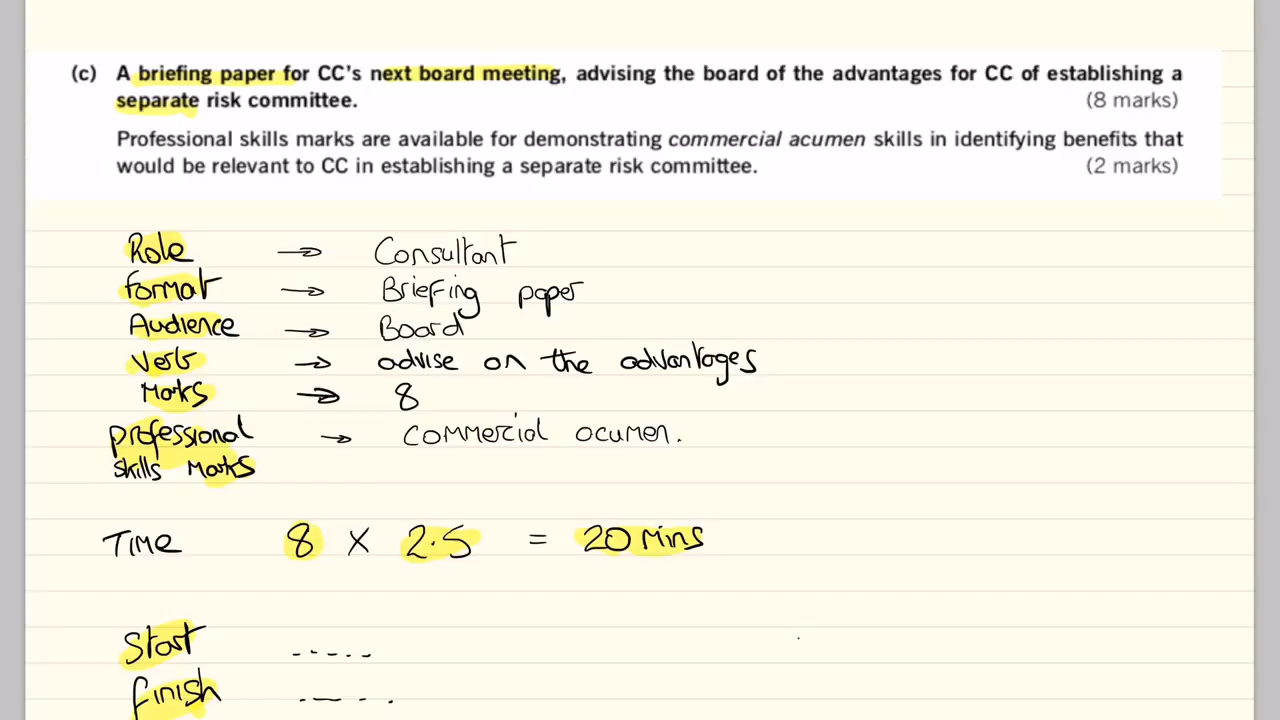 (c) A briefing paper for CC's next board meeting, advising the board of the advantages for CC of establishing a
separate risk committee. (8 marks)
Professional skills marks are available for demonstrating commercial acumen skills in identifying benefits that
would be relevant to CC in establishing a separate risk committee. (2 marks)
Role → Consultant
format → Briefing paper
Audience → Board
Verb → advise on the advantages
Marks → 8
professional → commercial acumen.
skills Marks
Time 8 × 2.5 = 20 Mins
Start .....
finish .....